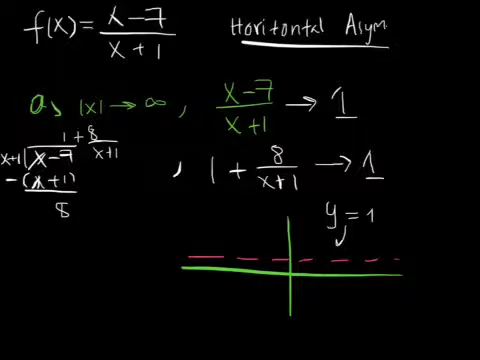 f(x) = x-7 / x+1
Horitontal Asym
as |x| → ∞, x-7 / x+1 → 1
1 + 8 / x+1
x+1 | x-7
-(x+1)
8
, 1 + 8 / x+1 → 1
y = 1